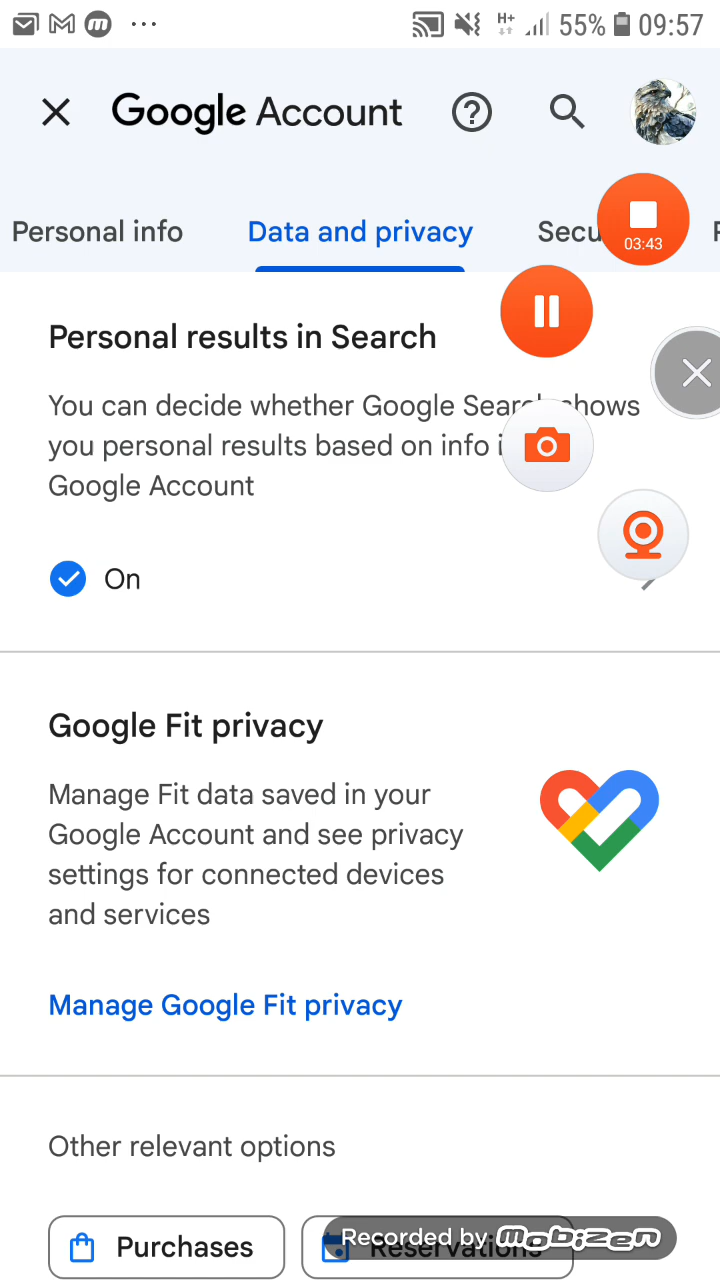 H+ 55% 09:57
Google Account
Personal info Data and privacy Secu
03:43
Personal results in Search
You can decide whether Google Search shows
you personal results based on info
Google Account
On
Google Fit privacy
Manage Fit data saved in your
Google Account and see privacy
settings for connected devices
and services
Manage Google Fit privacy
Other relevant options
Purchases Reservations
Recorded by mobizen